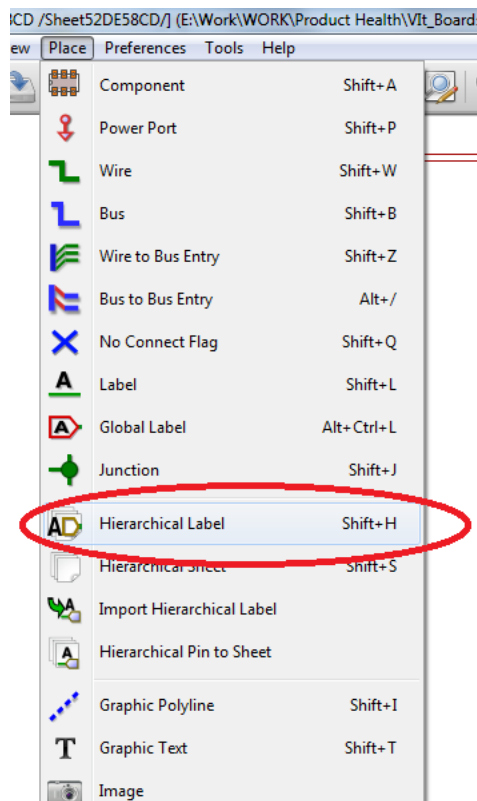 CD /Sheet52DE58CD/] (E:\Work\WORK\Product Health\VIt_Board
ew Place Preferences Tools Help
Component Shift+A
Power Port Shift+P
Wire Shift+W
Bus Shift+B
Wire to Bus Entry Shift+Z
Bus to Bus Entry Alt+/
No Connect Flag Shift+Q
A Label Shift+L
A Global Label Alt+Ctrl+L
Junction Shift+J
AD Hierarchical Label Shift+H
Hierarchical Sheet Shift+S
A Import Hierarchical Label
A Hierarchical Pin to Sheet
Graphic Polyline Shift+I
T Graphic Text Shift+T
Image